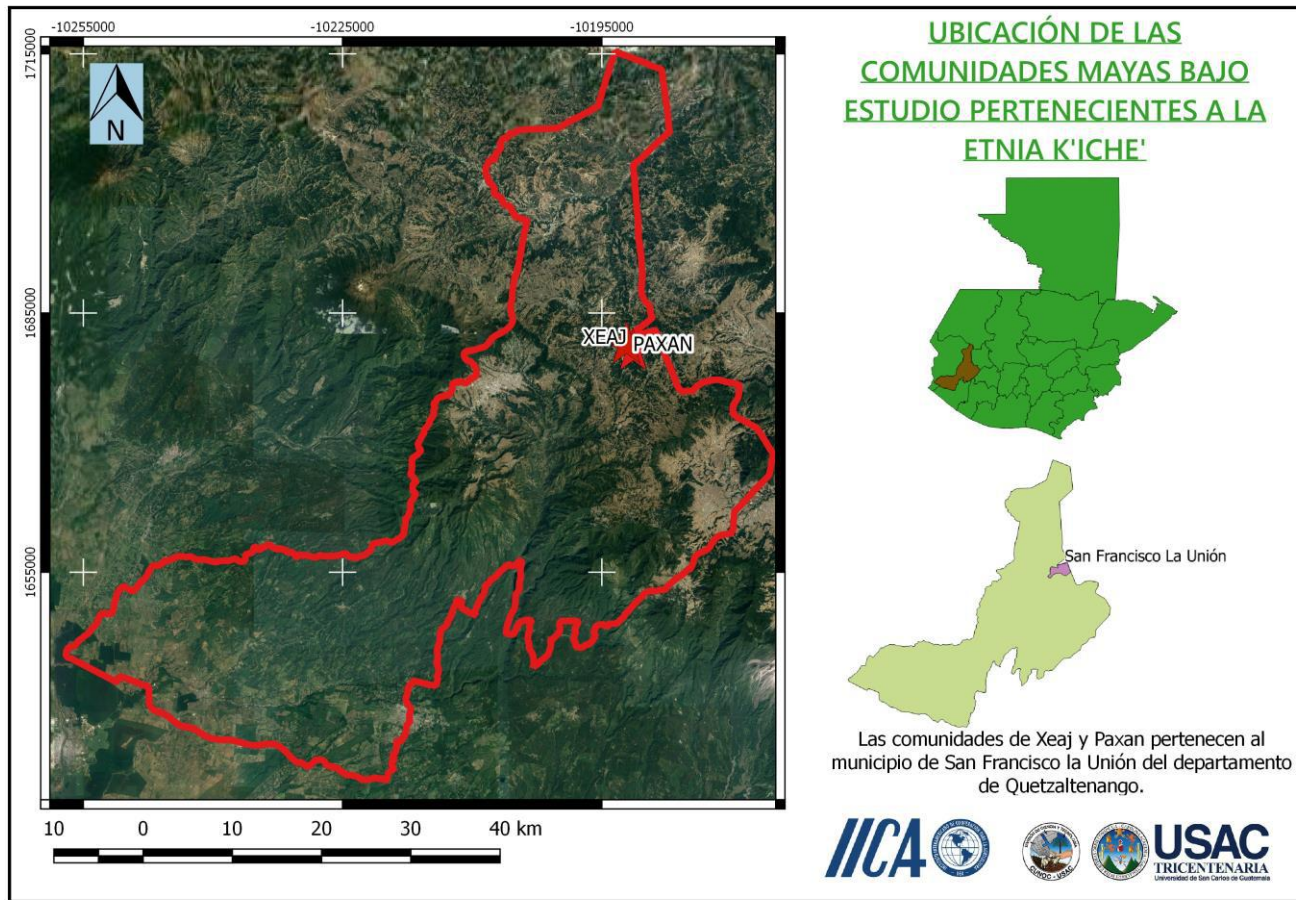 -10255000
-10225000
-10195000
1715000
1685000
1655000
N
XEAJ
PAXAN
10 0 10 20 30 40 km
UBICACIÓN DE LAS
COMUNIDADES MAYAS BAJO
ESTUDIO PERTENECIENTES A LA
ETNIA K'ICHE'
San Francisco La Unión
Las comunidades de Xeaj y Paxan pertenecen al
municipio de San Francisco la Unión del departamento
de Quetzaltenango.
IICA
CUNOC - USAC
USAC
TRICENTENARIA
Universidad de San Carlos de Guatemala